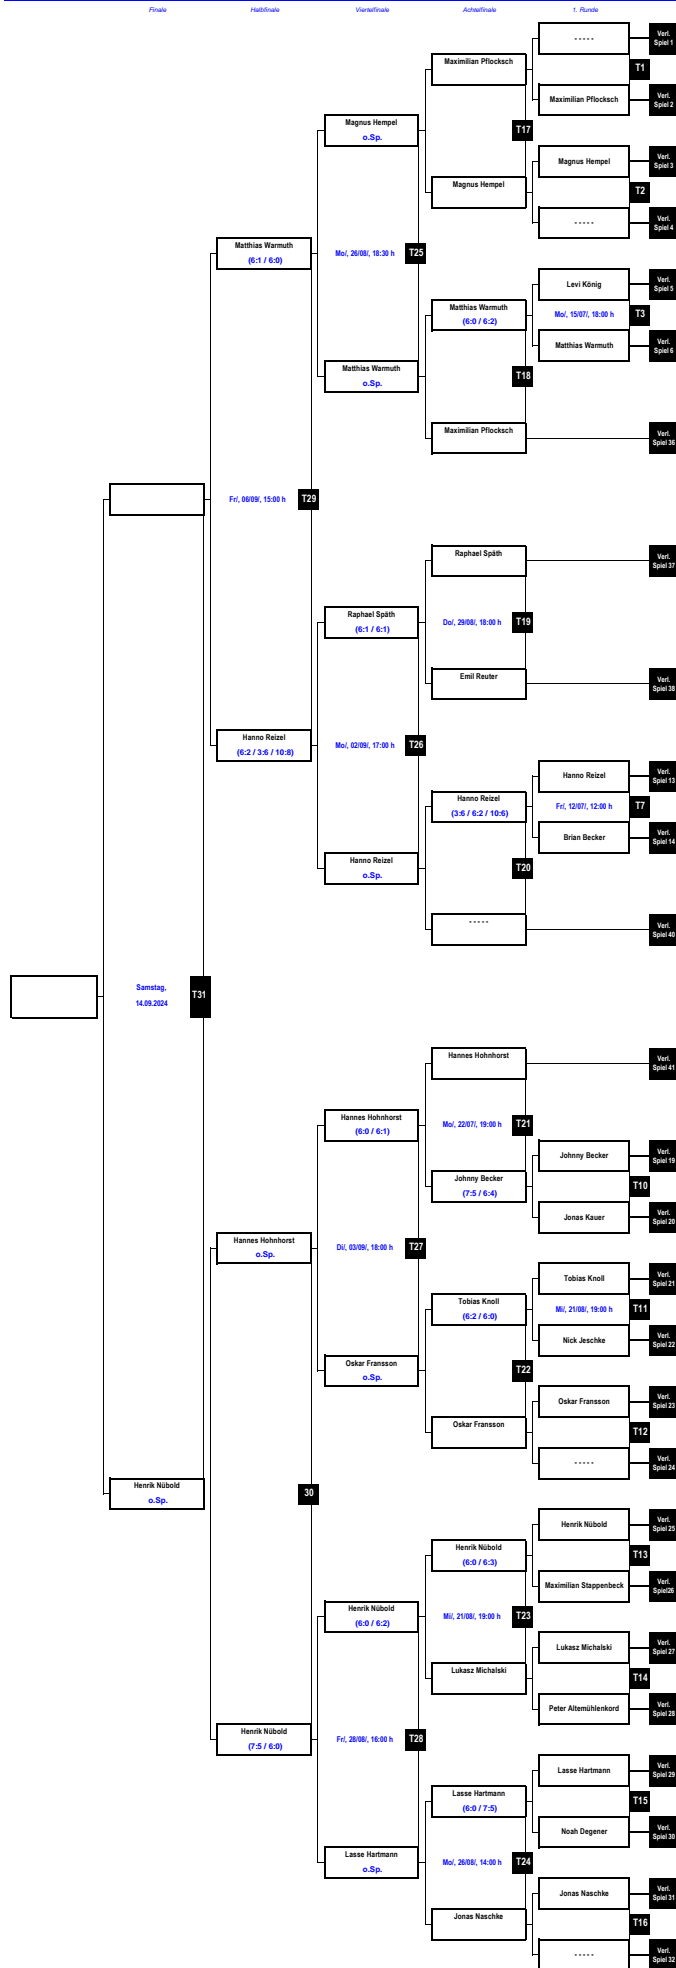 Finale
Halbfinale
Viertelfinale
Achtelfinale
1. Runde
- - - - -
Verl.
Spiel 1
Maximilian Pflocksch
T1
Maximilian Pflocksch
Verl.
Spiel 2
Magnus Hempel
o.Sp.
T17
Magnus Hempel
Verl.
Spiel 3
Magnus Hempel
T2
- - - - -
Verl.
Spiel 4
Matthias Warmuth
(6:1 / 6:0)
Mo/, 26/08/, 18:30 h
T25
Levi König
Verl.
Spiel 5
Matthias Warmuth
(6:0 / 6:2)
Mo/, 15/07/, 18:00 h
T3
Matthias Warmuth
Verl.
Spiel 6
Matthias Warmuth
o.Sp.
T18
Maximilian Pflocksch
Verl.
Spiel 36
Fr/, 06/09/, 15:00 h
T29
Raphael Späth
Verl.
Spiel 37
Raphael Späth
(6:1 / 6:1)
Do/, 29/08/, 18:00 h
T19
Emil Reuter
Verl.
Spiel 38
Hanno Reizel
(6:2 / 3:6 / 10:8)
Mo/, 02/09/, 17:00 h
T26
Hanno Reizel
Verl.
Spiel 13
Hanno Reizel
(3:6 / 6:2 / 10:6)
Fr/, 12/07/, 12:00 h
T7
Brian Becker
Verl.
Spiel 14
Hanno Reizel
o.Sp.
T20
- - - - -
Verl.
Spiel 40
Samstag,
14.09.2024
T31
Hannes Hohnhorst
Verl.
Spiel 41
Hannes Hohnhorst
(6:0 / 6:1)
Mo/, 22/07/, 19:00 h
T21
Johnny Becker
Verl.
Spiel 19
Johnny Becker
(7:5 / 6:4)
T10
Jonas Kauer
Verl.
Spiel 20
Hannes Hohnhorst
o.Sp.
Di/, 03/09/, 18:00 h
T27
Tobias Knoll
Verl.
Spiel 21
Tobias Knoll
(6:2 / 6:0)
Mi/, 21/08/, 19:00 h
T11
Nick Jeschke
Verl.
Spiel 22
Oskar Fransson
o.Sp.
T22
Oskar Fransson
Verl.
Spiel 23
Oskar Fransson
T12
- - - - -
Verl.
Spiel 24
Henrik Nübold
o.Sp.
30
Henrik Nübold
Verl.
Spiel 25
Henrik Nübold
(6:0 / 6:3)
T13
Maximilian Stappenbeck
Verl.
Spiel26
Henrik Nübold
(6:0 / 6:2)
Mi/, 21/08/, 19:00 h
T23
Lukasz Michalski
Verl.
Spiel 27
Lukasz Michalski
T14
Peter Altemühlenkord
Verl.
Spiel 28
Henrik Nübold
(7:5 / 6:0)
Fr/, 28/08/, 16:00 h
T28
Lasse Hartmann
Verl.
Spiel 29
Lasse Hartmann
(6:0 / 7:5)
T15
Noah Degener
Verl.
Spiel 30
Lasse Hartmann
o.Sp.
Mo/, 26/08/, 14:00 h
T24
Jonas Naschke
Verl.
Spiel 31
Jonas Naschke
T16
- - - - -
Verl.
Spiel 32